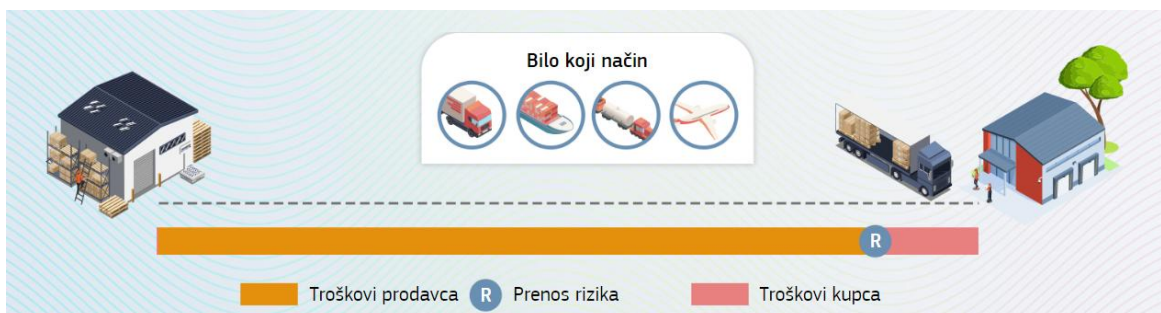 Bilo koji način
R
Troškovi prodavca
R
Prenos rizika
Troškovi kupca